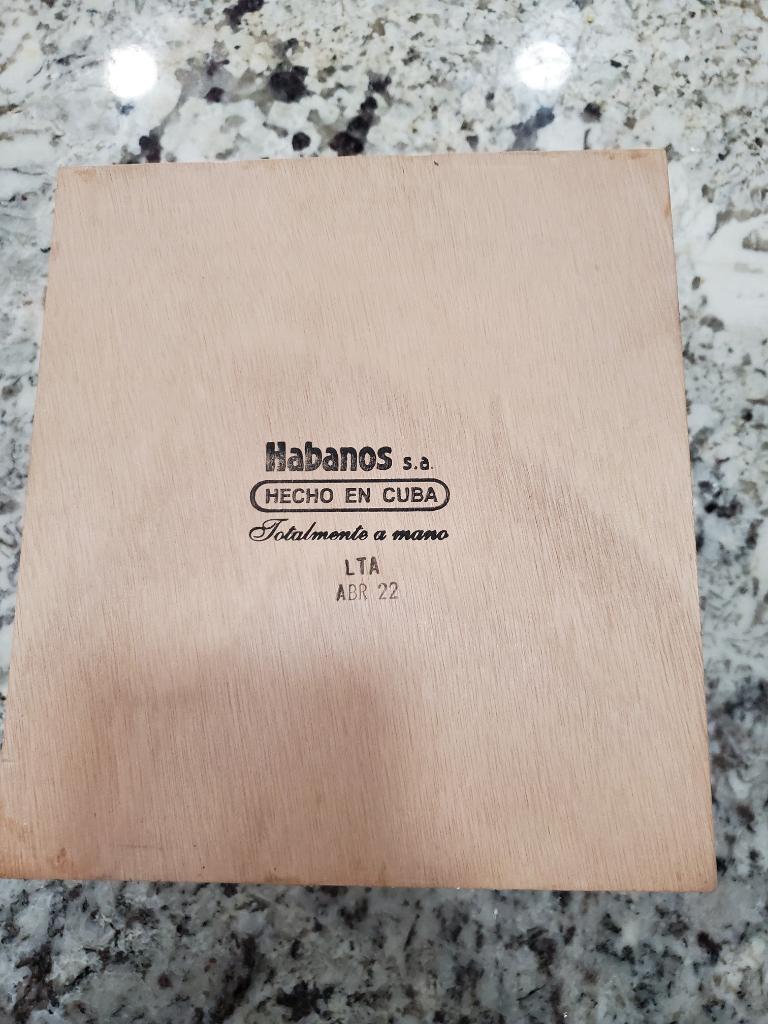 Habanos s.a.
HECHO EN CUBA
Totalmente a mano
LTA
ABR 22